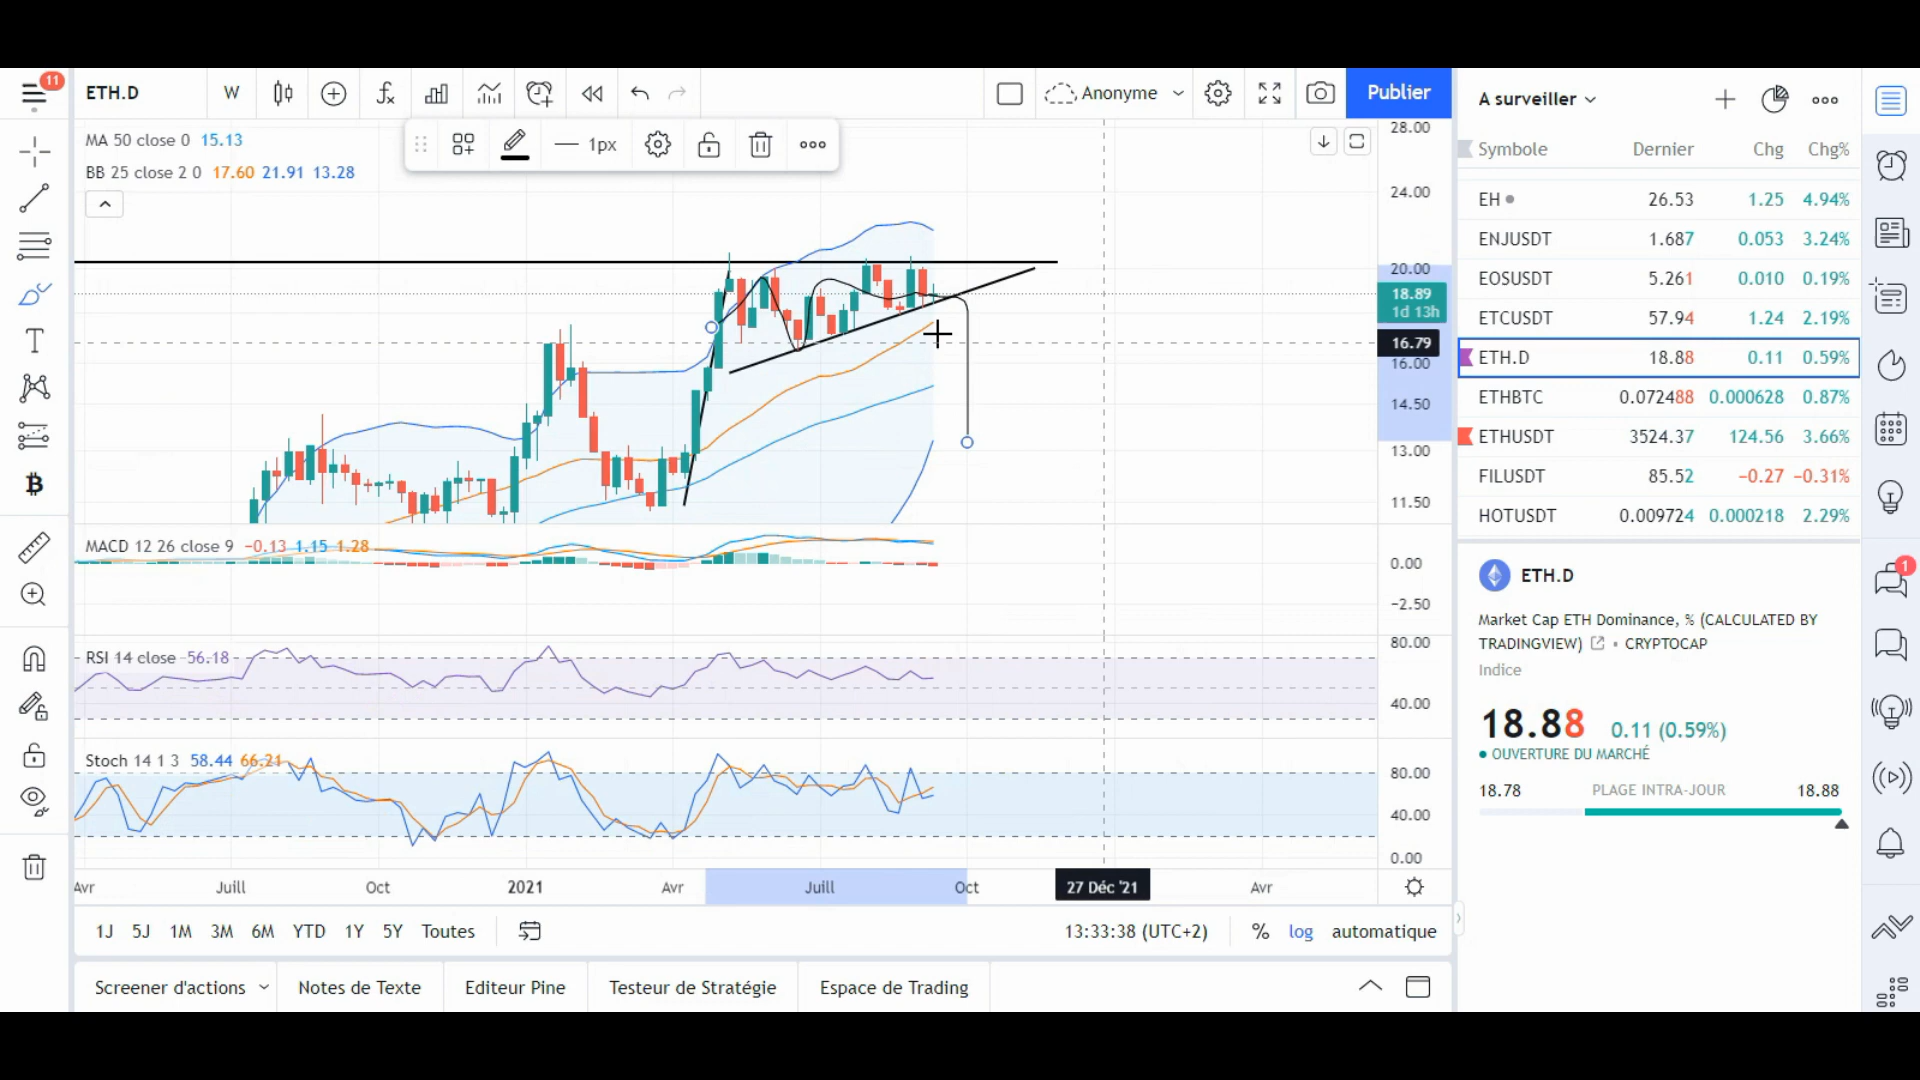 11
ETH.D
W
Anonyme
Publier
1px
MA 50 close 0 15.13
BB 25 close 2 0 17.60 21.91 13.28
28.00
24.00
20.00
18.89
1d 13h
16.79
16.00
14.50
13.00
11.50
MACD 12 26 close 9 −0.13 1.15 1.28
0.00
−2.50
RSI 14 close 56.18
80.00
40.00
Stoch 14 1 3 58.44 66.21
80.00
40.00
0.00
Avr Juill Oct 2021 Avr Juill Oct 27 Déc '21 Avr
1J 5J 1M 3M 6M YTD 1Y 5Y Toutes
13:33:38 (UTC+2) % log automatique
Screener d'actions Notes de Texte Editeur Pine Testeur de Stratégie Espace de Trading
A surveiller
Symbole Dernier Chg Chg%
EH 26.53 1.25 4.94%
ENJUSDT 1.687 0.053 3.24%
EOSUSDT 5.261 0.010 0.19%
ETCUSDT 57.94 1.24 2.19%
ETH.D 18.88 0.11 0.59%
ETHBTC 0.072488 0.000628 0.87%
ETHUSDT 3524.37 124.56 3.66%
FILUSDT 85.52 −0.27 −0.31%
HOTUSDT 0.009724 0.000218 2.29%
ETH.D
Market Cap ETH Dominance, % (CALCULATED BY
TRADINGVIEW) • CRYPTOCAP
Indice
18.88 0.11 (0.59%)
OUVERTURE DU MARCHÉ
18.78 PLAGE INTRA-JOUR 18.88
1